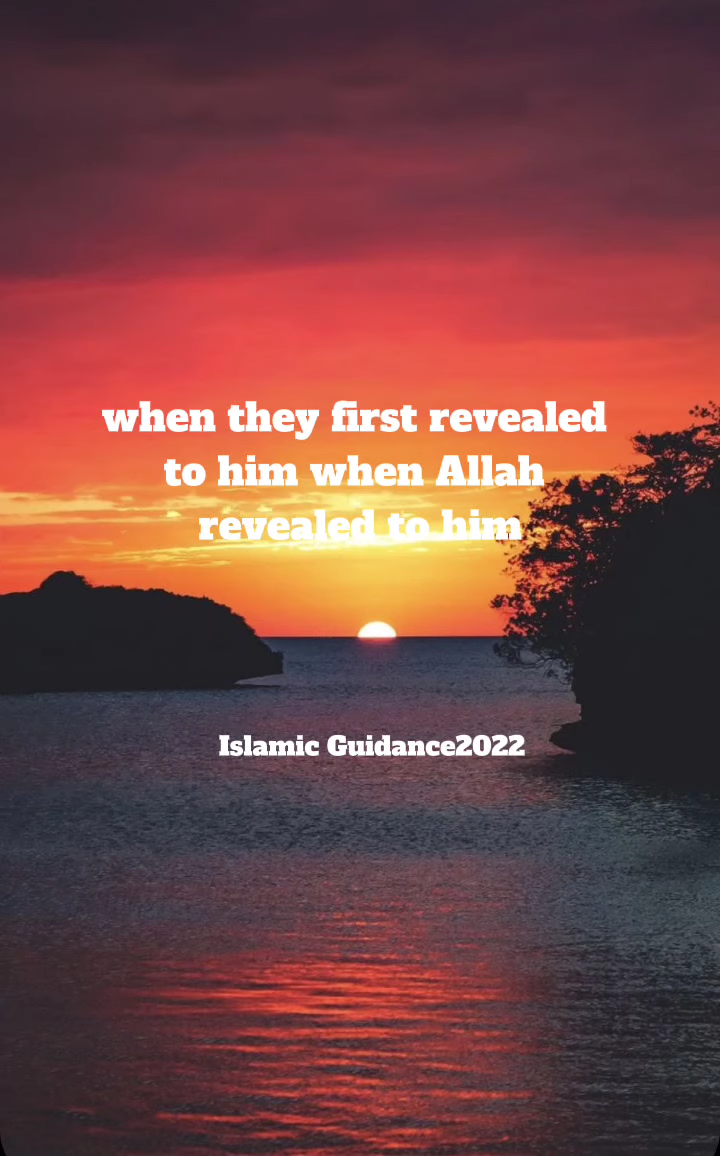 when they first revealed
to him when Allah
revealed to him
Islamic Guidance2022